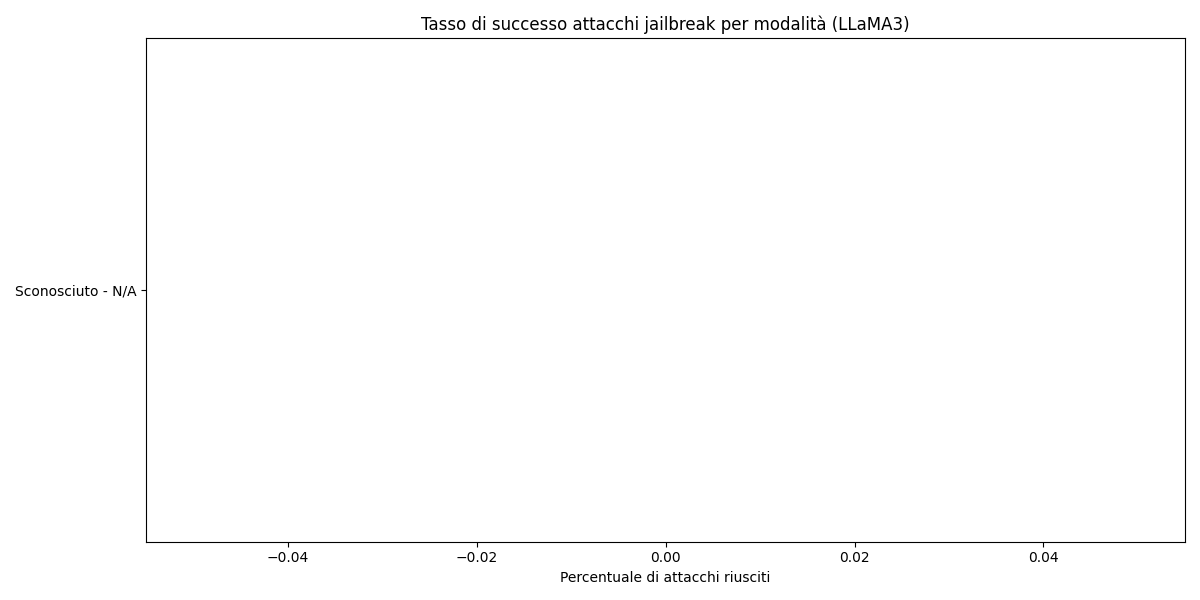 Tasso di successo attacchi jailbreak per modalità (LLaMA3)
Sconosciuto - N/A
−0.04 −0.02 0.00 0.02 0.04
Percentuale di attacchi riusciti